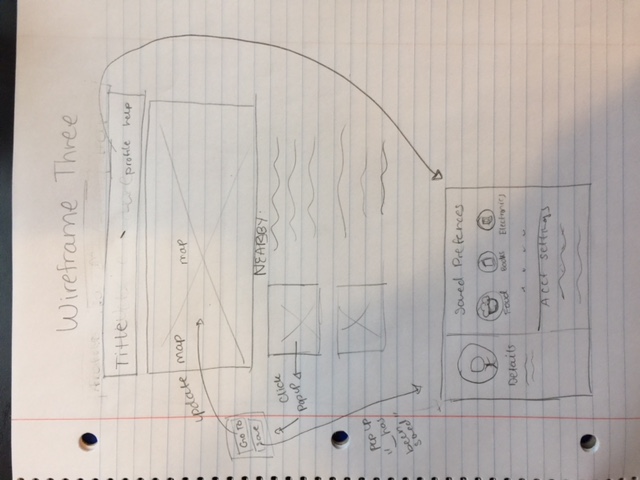 Wireframe Three
Title
profile help
update map
map
Go To
Save
NEARBY:
Click
Popup
Pop up
"_ has
been
saved"
Saved Prefernces
Food
Books
Electronics
Details
Acct Settings